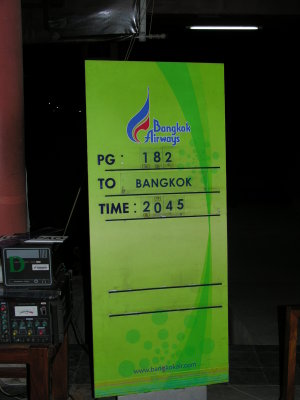 Bangkok
Airways
PG : 182
TO BANGKOK
TIME : 2045
www.bangkokair.com
D